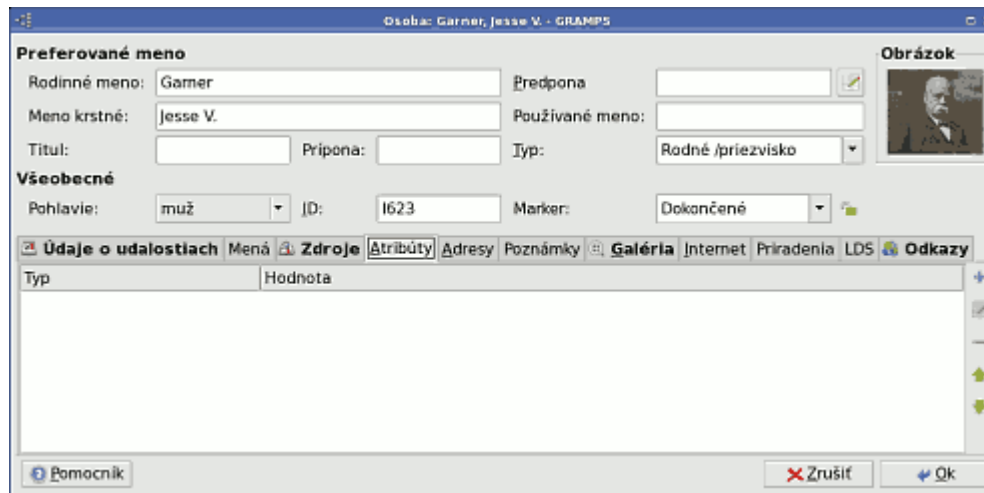 Osoba: Garner, Jesse V. - GRAMPS
Preferované meno Obrázok
Rodinné meno: Garner Predpona
Meno krstné: Jesse V. Používané meno:
Titul: Prípona: Typ: Rodné /priezvisko
Všeobecné
Pohlavie: muž ID: I623 Marker: Dokončené
Údaje o udalostiach Mená Zdroje Atribúty Adresy Poznámky Galéria Internet Priradenia LDS Odkazy
Typ Hodnota
Pomocník Zrušiť Ok